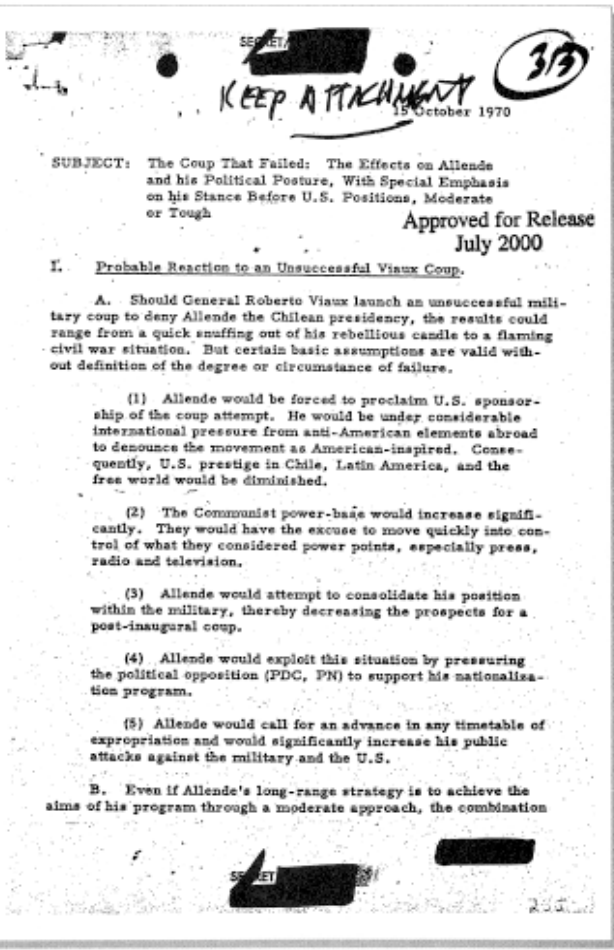 SECRET
33
KEEP ATTACHMENT
15 October 1970
SUBJECT: The Coup That Failed: The Effects on Allende
and his Political Posture, With Special Emphasis
on his Stance Before U.S. Positions, Moderate
or Tough
Approved for Release
July 2000
I. Probable Reaction to an Unsuccessful Viaux Coup.
A. Should General Roberto Viaux launch an unsuccessful mili-
tary coup to deny Allende the Chilean presidency, the results could
range from a quick snuffing out of his rebellious candle to a flaming
civil war situation. But certain basic assumptions are valid with-
out definition of the degree or circumstance of failure.
(1) Allende would be forced to proclaim U.S. sponsor-
ship of the coup attempt. He would be under considerable
international pressure from anti-American elements abroad
to denounce the movement as American-inspired. Conse-
quently, U.S. prestige in Chile, Latin America, and the
free world would be diminished.
(2) The Communist power-base would increase signifi-
cantly. They would have the excuse to move quickly into con-
trol of what they considered power points, especially press,
radio and television.
(3) Allende would attempt to consolidate his position
within the military, thereby decreasing the prospects for a
post-inaugural coup.
(4) Allende would exploit this situation by pressuring
the political opposition (PDC, PN) to support his nationaliza-
tion program.
(5) Allende would call for an advance in any timetable of
expropriation and would significantly increase his public
attacks against the military and the U.S.
B. Even if Allende's long-range strategy is to achieve the
aims of his program through a moderate approach, the combination
SECRET